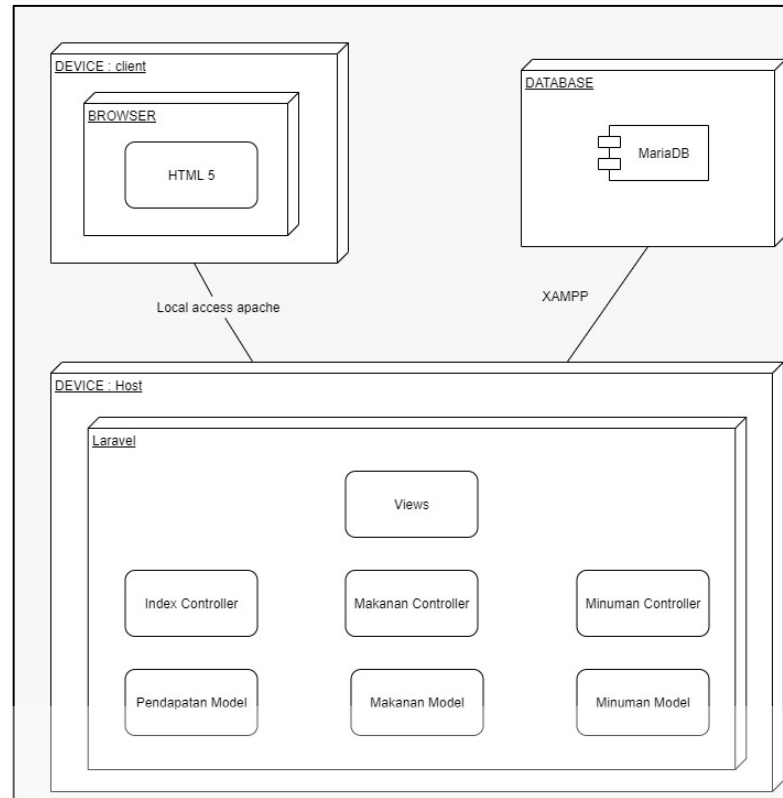 DEVICE : client
BROWSER
HTML 5
DATABASE
MariaDB
Local access apache
XAMPP
DEVICE : Host
Laravel
Views
Index Controller
Makanan Controller
Minuman Controller
Pendapatan Model
Makanan Model
Minuman Model